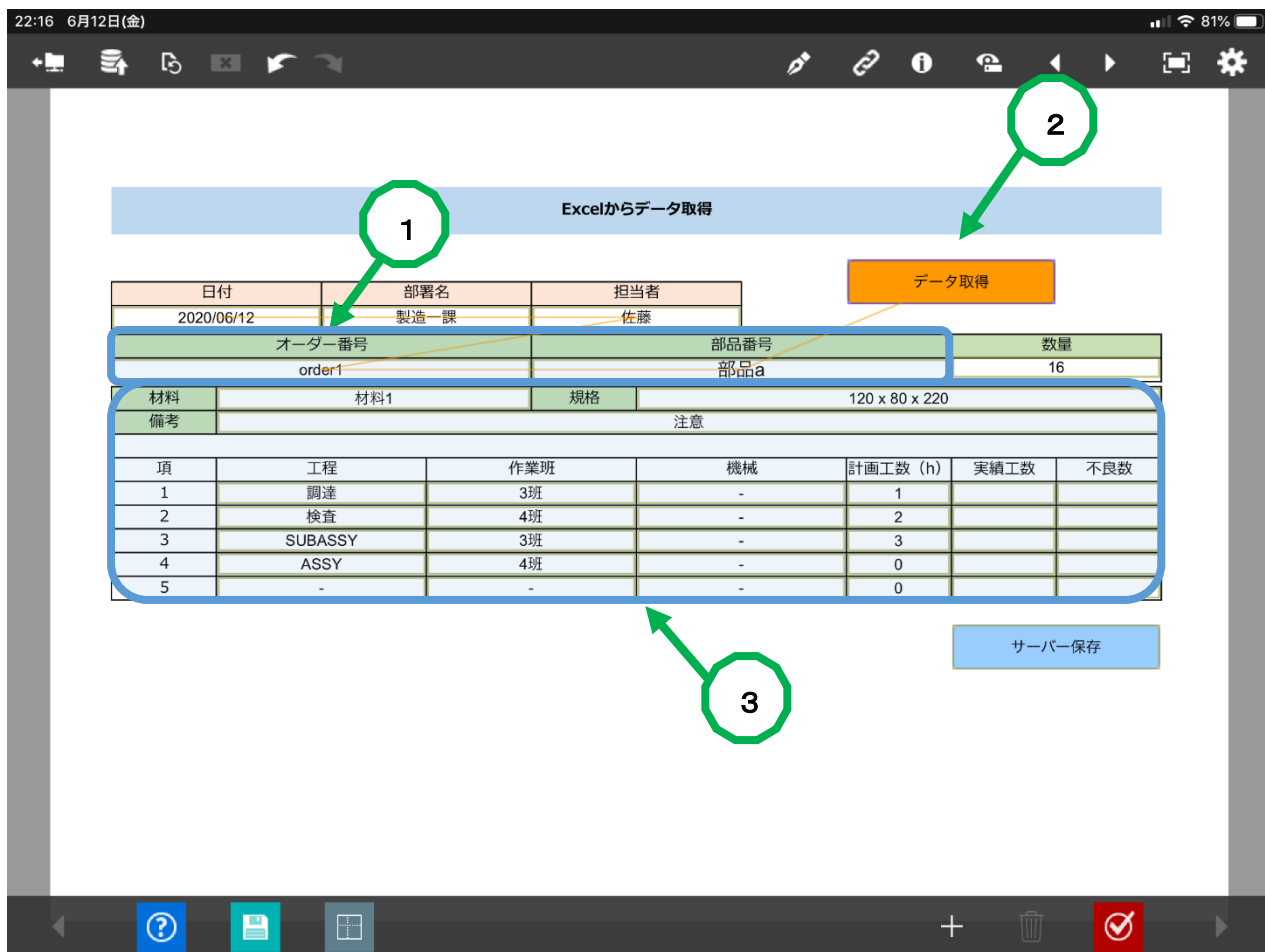 22:16 6月12日(金) 81%
2
Excelからデータ取得
1
データ取得
日付 部署名 担当者
2020/06/12 製造一課 佐藤
オーダー番号 部品番号 数量
order1 部品a 16
材料 材料1 規格 120 x 80 x 220
備考 注意
項 工程 作業班 機械 計画工数（h） 実績工数 不良数
1 調達 3班 - 1
2 検査 4班 - 2
3 SUBASSY 3班 - 3
4 ASSY 4班 - 0
5 - - - 0
サーバー保存
3